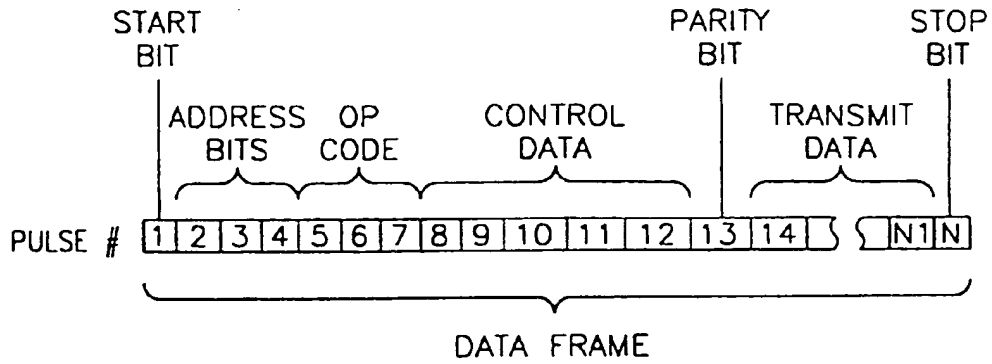 START BIT
PARITY BIT
STOP BIT
ADDRESS BITS
OP CODE
CONTROL DATA
TRANSMIT DATA
PULSE # 1 2 3 4 5 6 7 8 9 10 11 12 13 14 N1 N
DATA FRAME